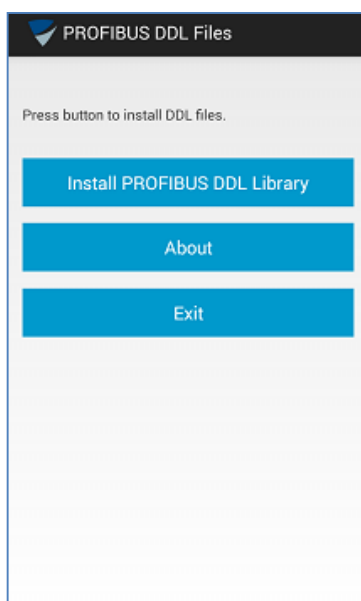 PROFIBUS DDL Files
Press button to install DDL files.
Install PROFIBUS DDL Library
About
Exit